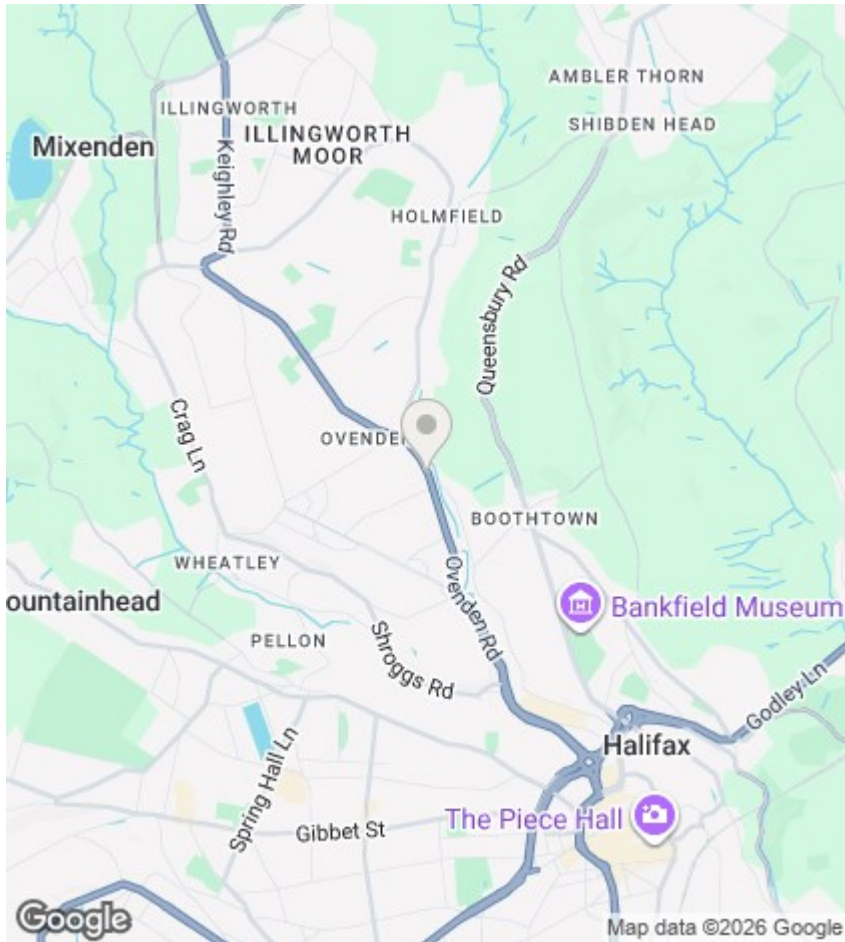 AMBLER THORN
ILLINGWORTH
SHIBDEN HEAD
Mixenden
ILLINGWORTH
MOOR
Keighley Rd
HOLMFIELD
Queensbury Rd
Crag Ln
OVENDEN
BOOTHTOWN
WHEATLEY
Ovenden Rd
ountainhead
Bankfield Museum
PELLON
Shroggs Rd
Godley Ln
Halifax
Spring Hall Ln
The Piece Hall
Gibbet St
Google
Map data ©2026 Google